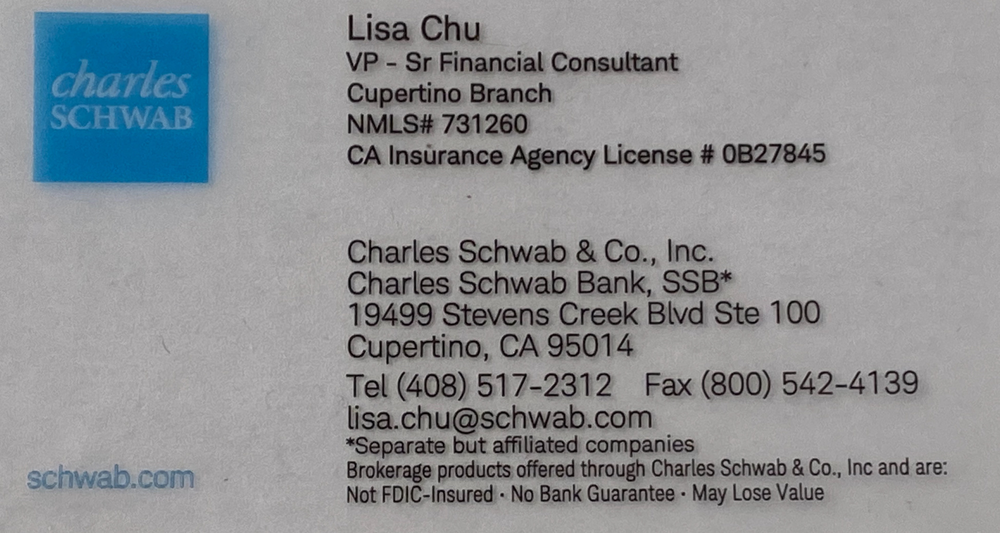 charles
SCHWAB
Lisa Chu
VP - Sr Financial Consultant
Cupertino Branch
NMLS# 731260
CA Insurance Agency License # 0B27845
Charles Schwab & Co., Inc.
Charles Schwab Bank, SSB*
19499 Stevens Creek Blvd Ste 100
Cupertino, CA 95014
Tel (408) 517-2312 Fax (800) 542-4139
lisa.chu@schwab.com
*Separate but affiliated companies
Brokerage products offered through Charles Schwab & Co., Inc and are:
Not FDIC-Insured · No Bank Guarantee · May Lose Value
schwab.com